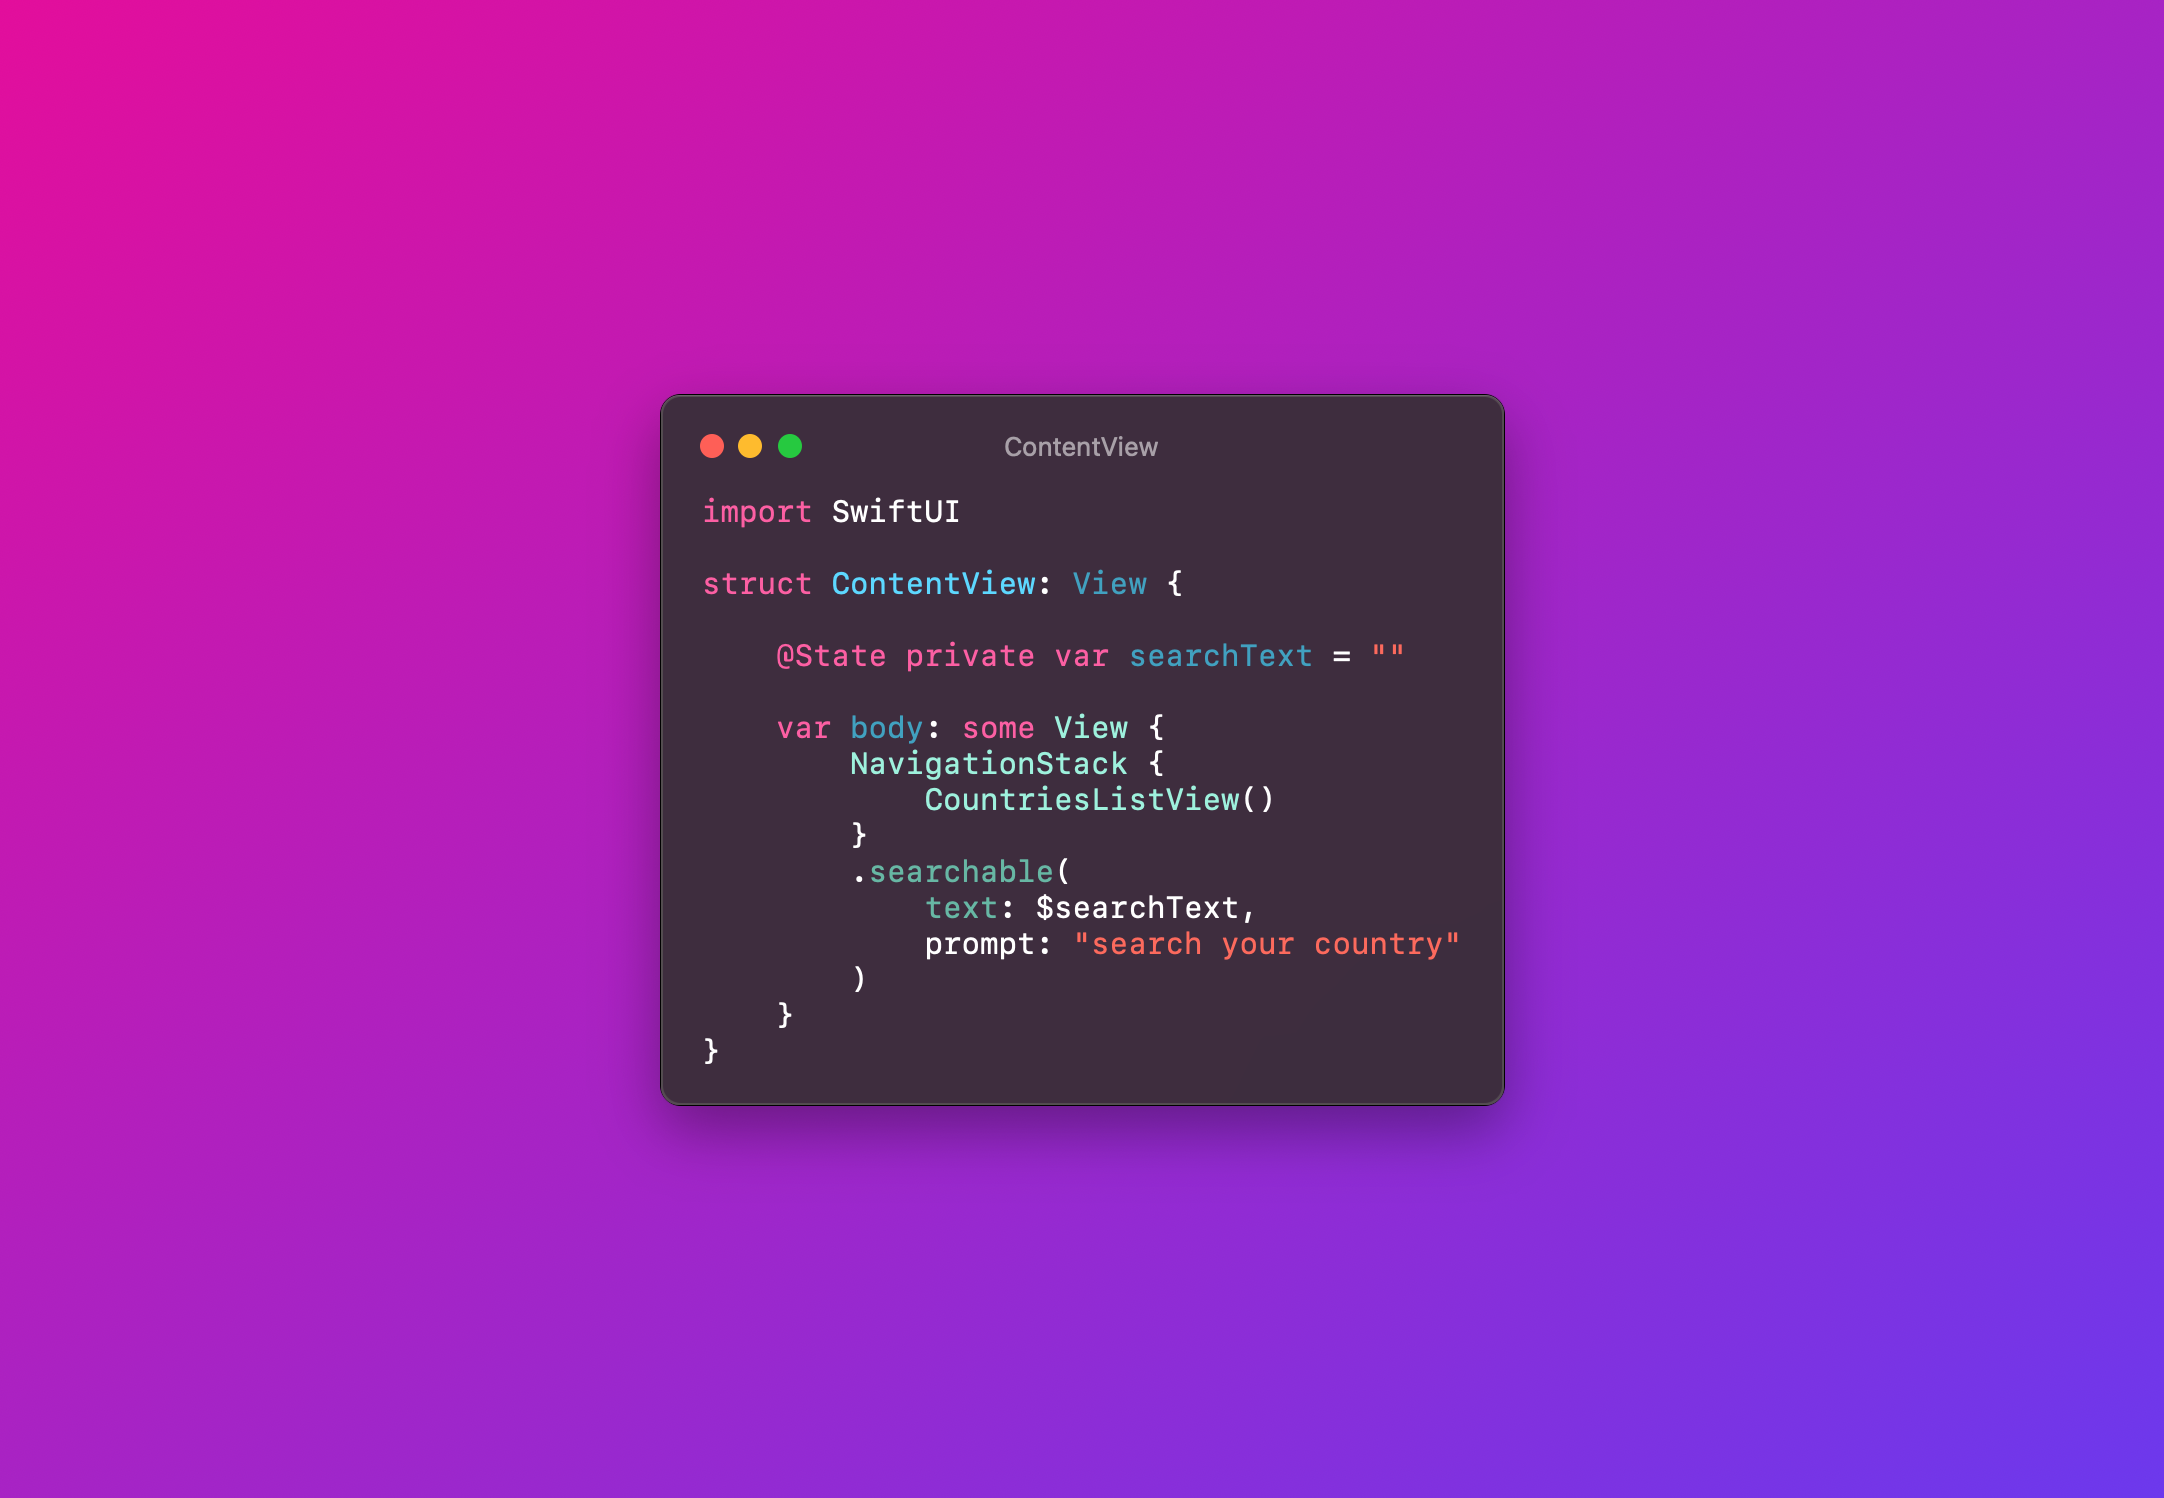 ContentView
import SwiftUI
struct ContentView: View {
@State private var searchText = ""
var body: some View {
NavigationStack {
CountriesListView()
}
.searchable(
text: $searchText,
prompt: "search your country"
)
}
}